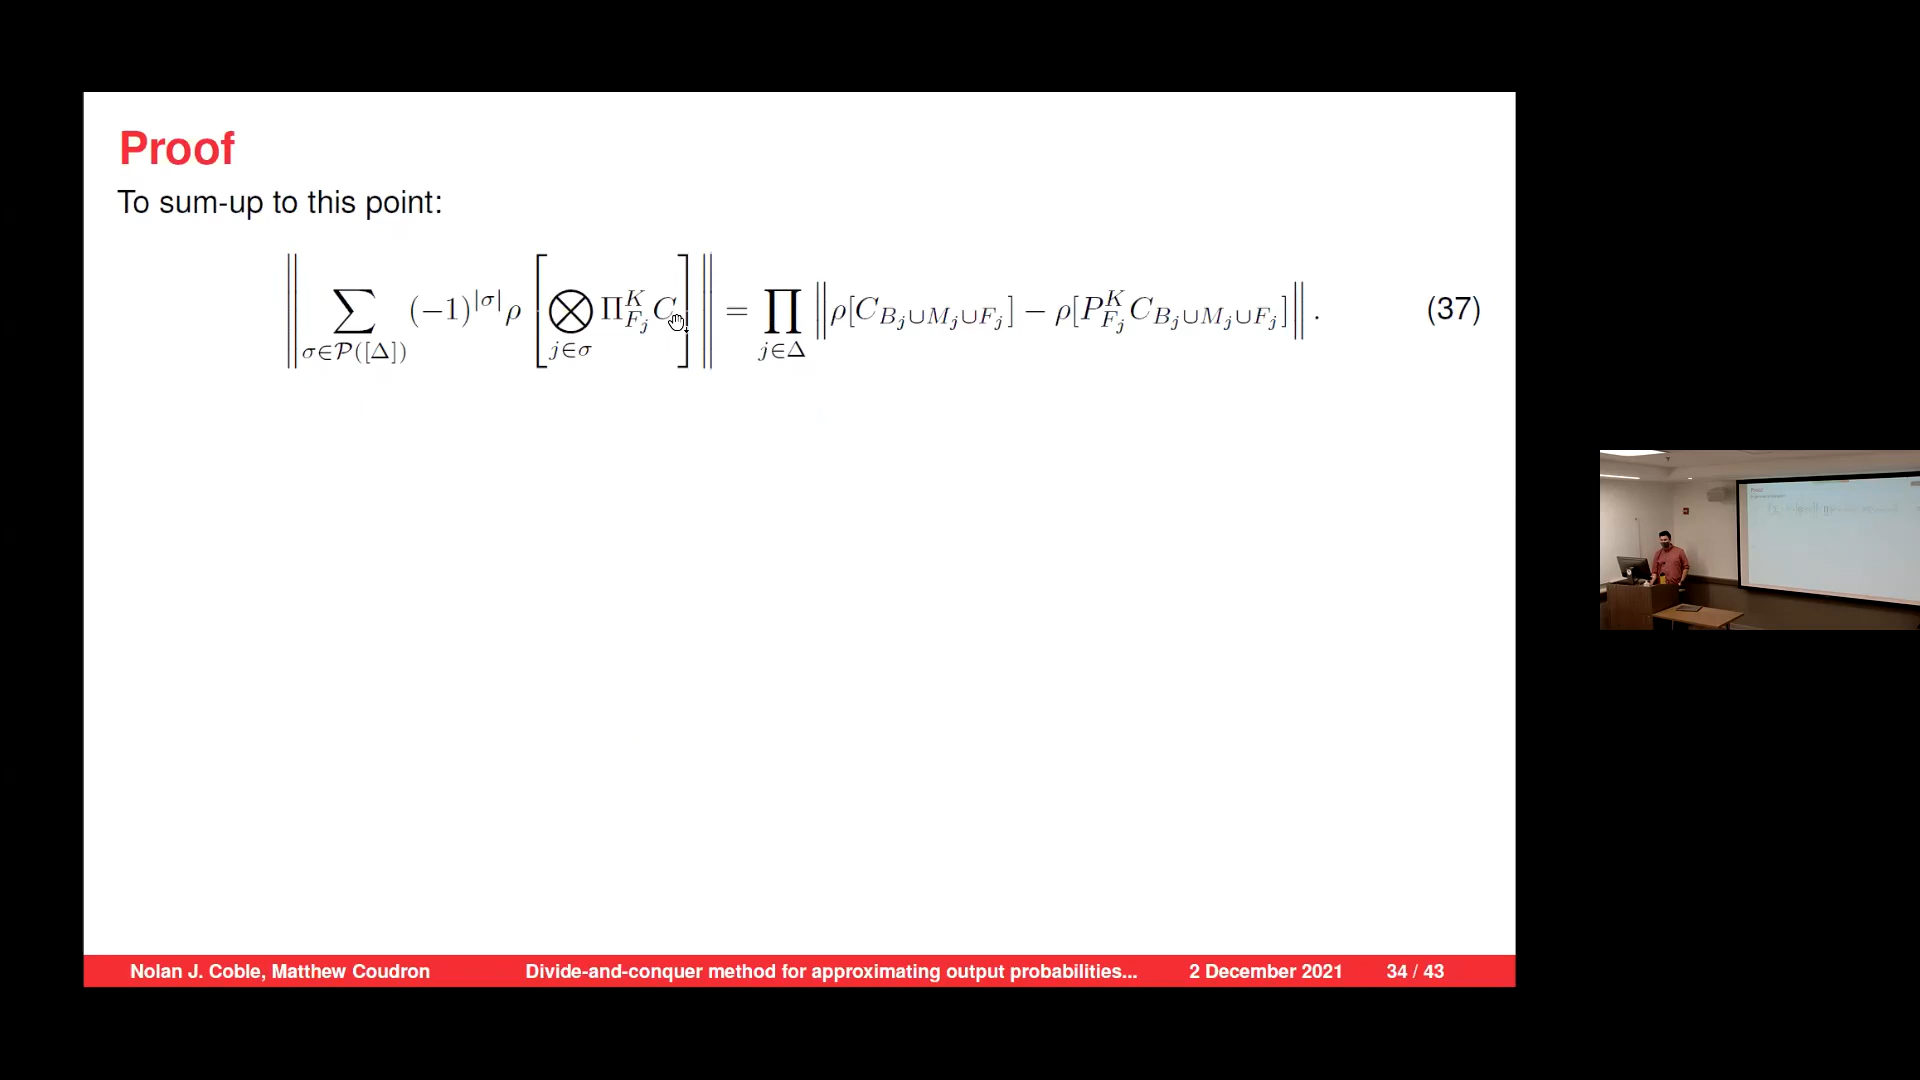 Proof
To sum-up to this point:
$$\left\| \sum_{\sigma\in\mathcal{P}([\Delta])} (-1)^{|\sigma|} \rho \left[ \bigotimes_{j\in\sigma} \Pi^K_{F_j} C \right] \right\| = \prod_{j\in\Delta} \left\| \rho[C_{B_j\cup M_j\cup F_j}] - \rho[P^K_{F_j} C_{B_j\cup M_j\cup F_j}] \right\|. \quad (37)$$
Nolan J. Coble, Matthew Coudron Divide-and-conquer method for approximating output probabilities... 2 December 2021 34 / 43